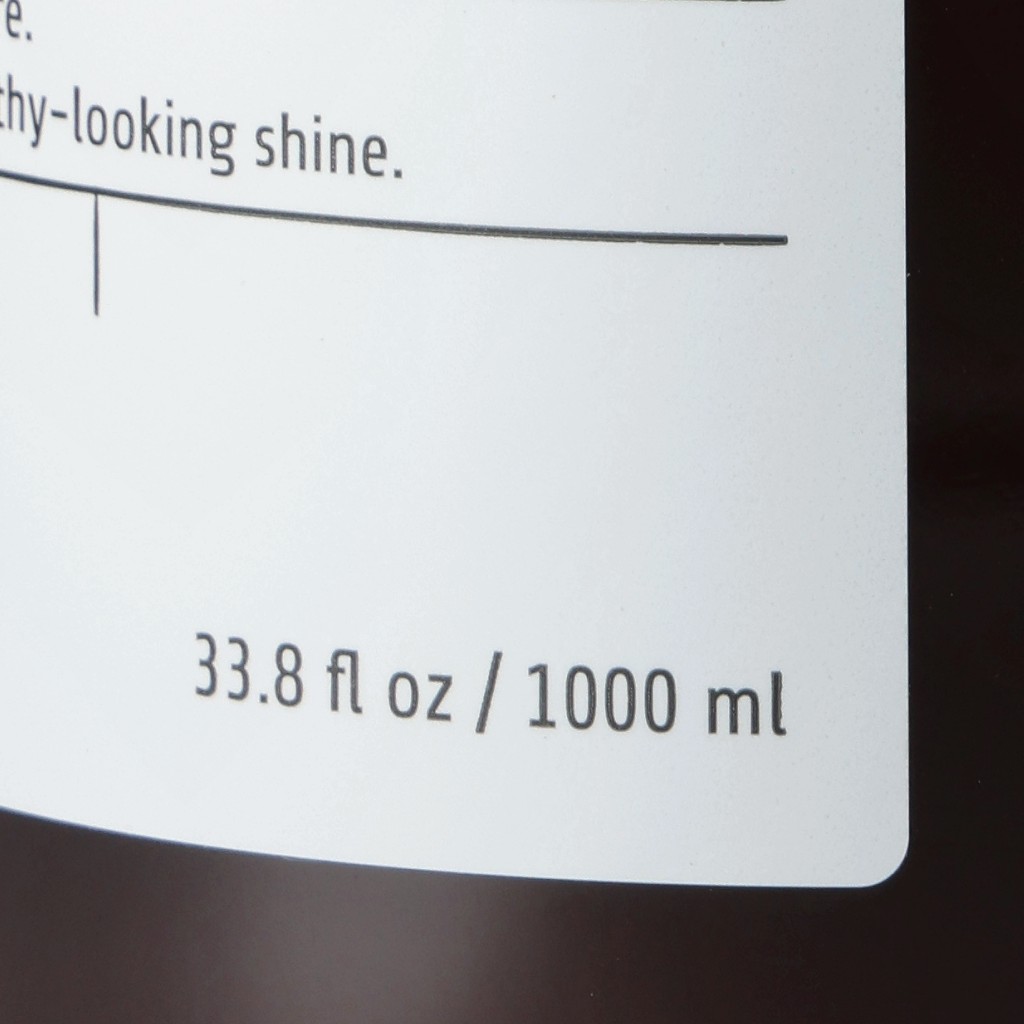 e.
thy-looking shine.
33.8 fl oz / 1000 ml